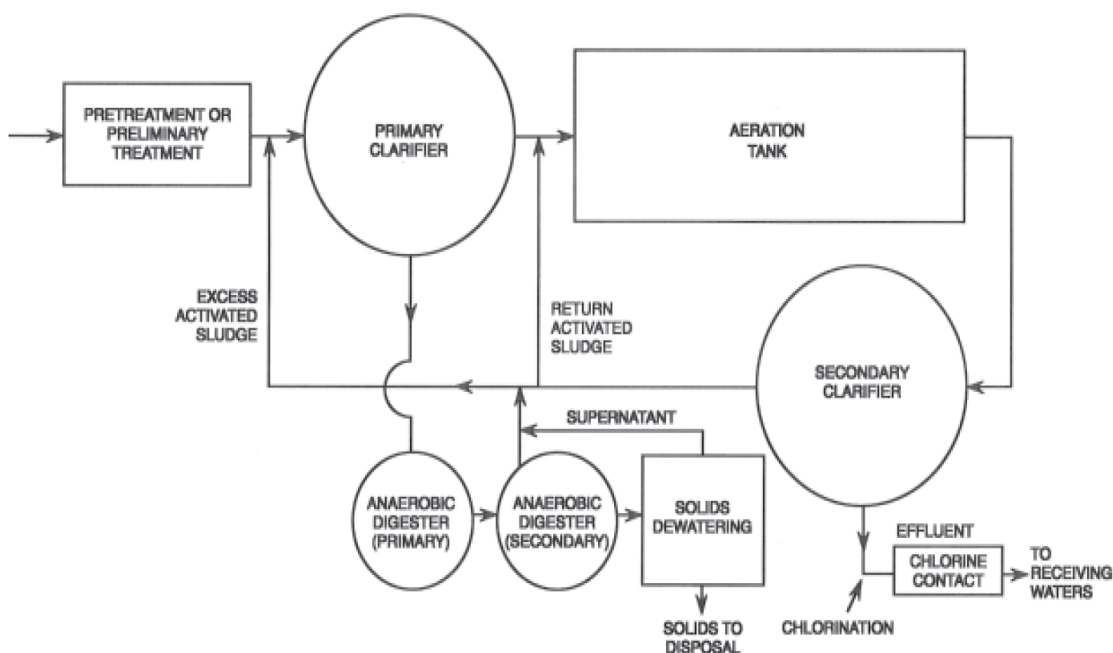 PRETREATMENT OR
PRELIMINARY
TREATMENT
PRIMARY
CLARIFIER
AERATION
TANK
EXCESS
ACTIVATED
SLUDGE
RETURN
ACTIVATED
SLUDGE
SECONDARY
CLARIFIER
SUPERNATANT
ANAEROBIC
DIGESTER
(PRIMARY)
ANAEROBIC
DIGESTER
(SECONDARY)
SOLIDS
DEWATERING
EFFLUENT
CHLORINE
CONTACT
TO
RECEIVING
WATERS
SOLIDS TO
DISPOSAL
CHLORINATION